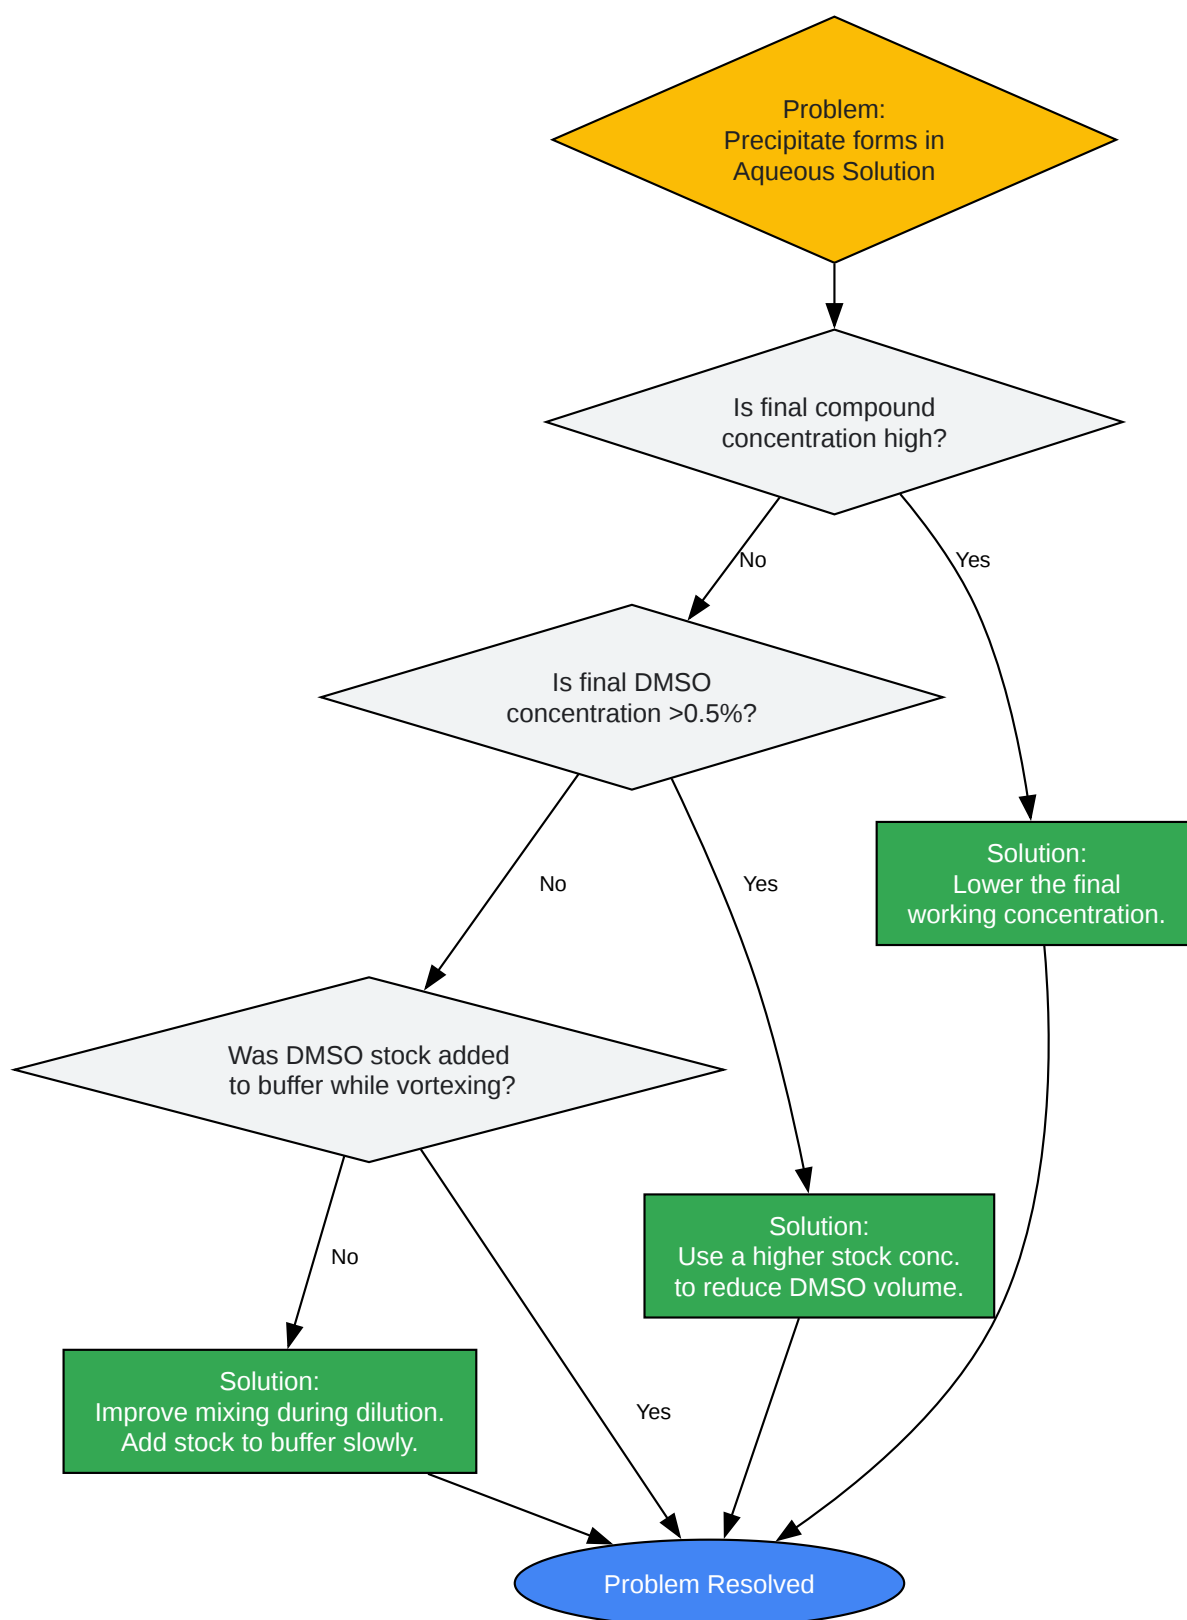 Problem:
Precipitate forms in
Aqueous Solution
Is final compound
concentration high?
No
Yes
Is final DMSO
concentration >0.5%?
Solution:
Lower the final
working concentration.
No
Yes
Was DMSO stock added
to buffer while vortexing?
Solution:
Use a higher stock conc.
to reduce DMSO volume.
No
Yes
Solution:
Improve mixing during dilution.
Add stock to buffer slowly.
Problem Resolved